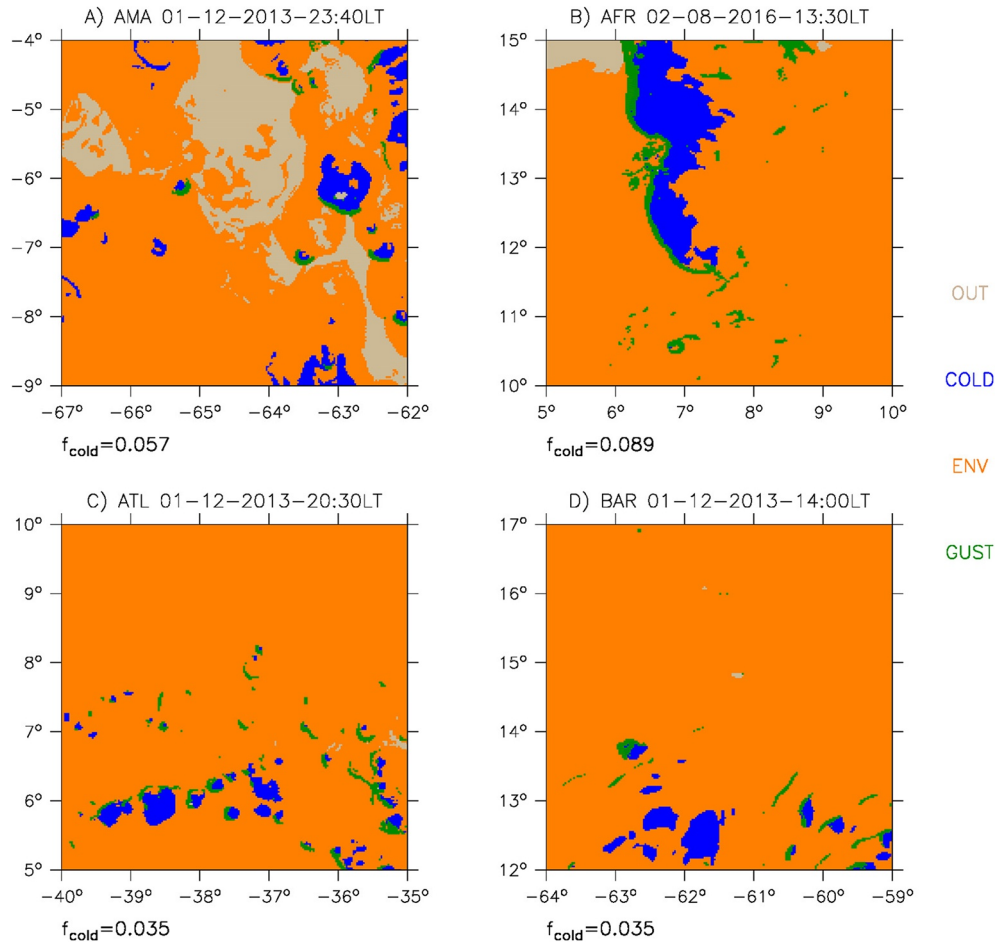 A) AMA 01-12-2013-23:40LT
-4°
-5°
-6°
-7°
-8°
-9°
-67° -66° -65° -64° -63° -62°
f_cold=0.057
B) AFR 02-08-2016-13:30LT
15°
14°
13°
12°
11°
10°
5° 6° 7° 8° 9° 10°
f_cold=0.089
OUT
COLD
ENV
GUST
C) ATL 01-12-2013-20:30LT
10°
9°
8°
7°
6°
5°
-40° -39° -38° -37° -36° -35°
f_cold=0.035
D) BAR 01-12-2013-14:00LT
17°
16°
15°
14°
13°
12°
-64° -63° -62° -61° -60° -59°
f_cold=0.035